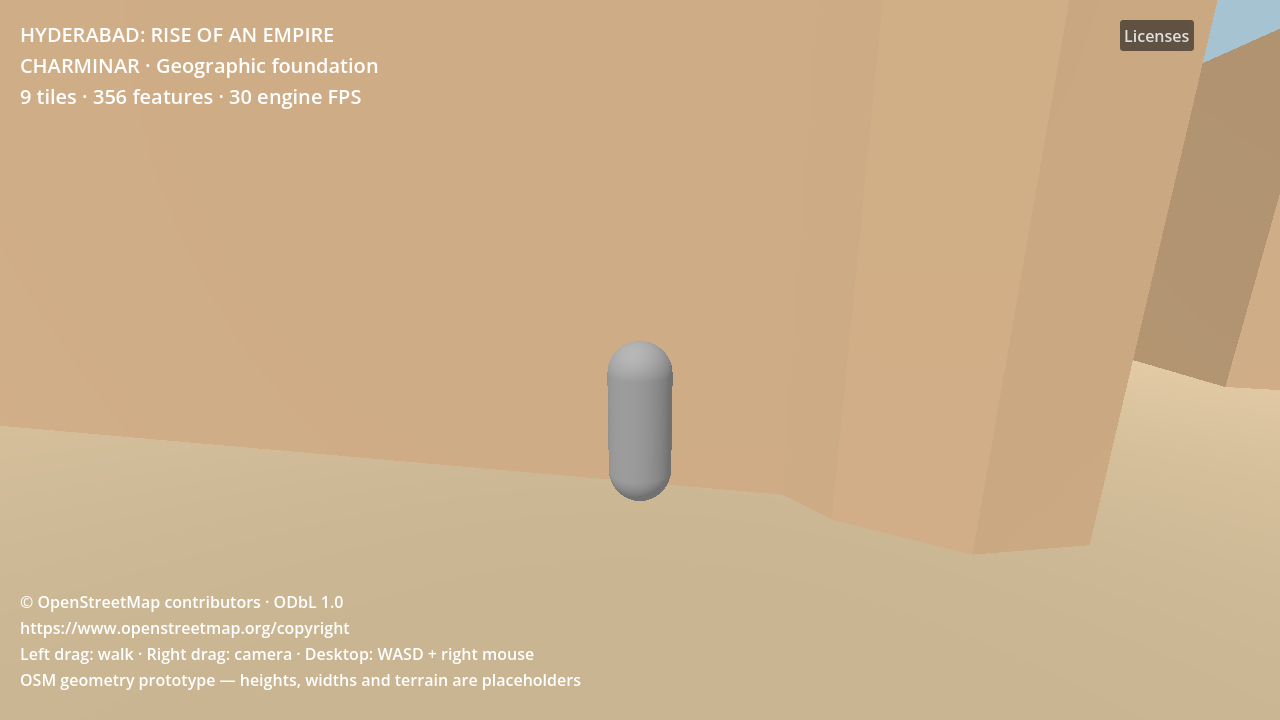 HYDERABAD: RISE OF AN EMPIRE
CHARMINAR · Geographic foundation
9 tiles · 356 features · 30 engine FPS
Licenses
© OpenStreetMap contributors · ODbL 1.0
https://www.openstreetmap.org/copyright
Left drag: walk · Right drag: camera · Desktop: WASD + right mouse
OSM geometry prototype — heights, widths and terrain are placeholders